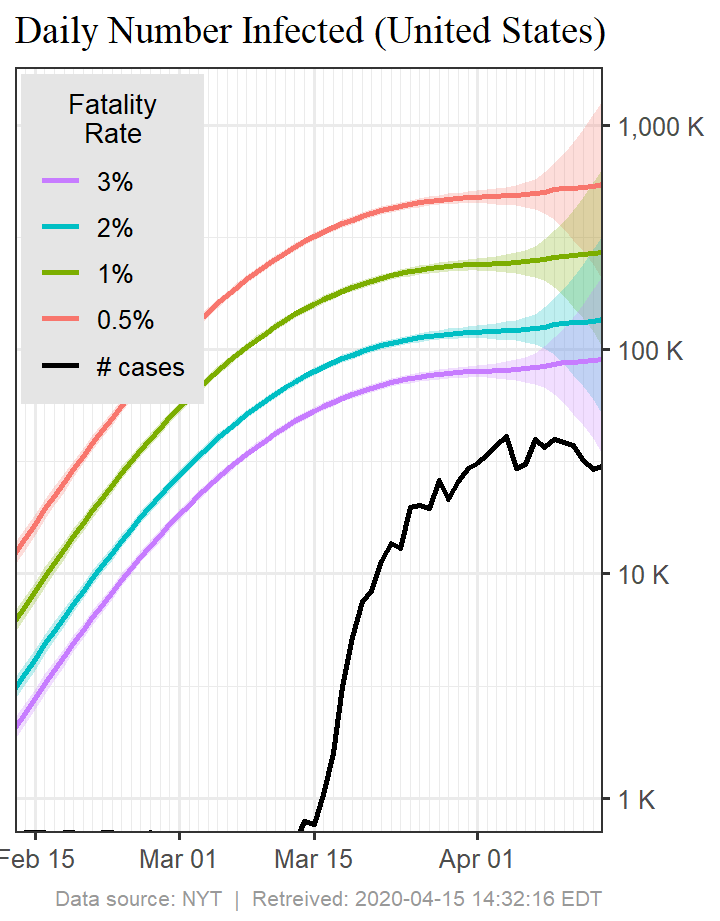 Daily Number Infected (United States)
Fatality
Rate
3%
2%
1%
0.5%
# cases
1,000 K
100 K
10 K
1 K
Feb 15
Mar 01
Mar 15
Apr 01
Data source: NYT | Retreived: 2020-04-15 14:32:16 EDT